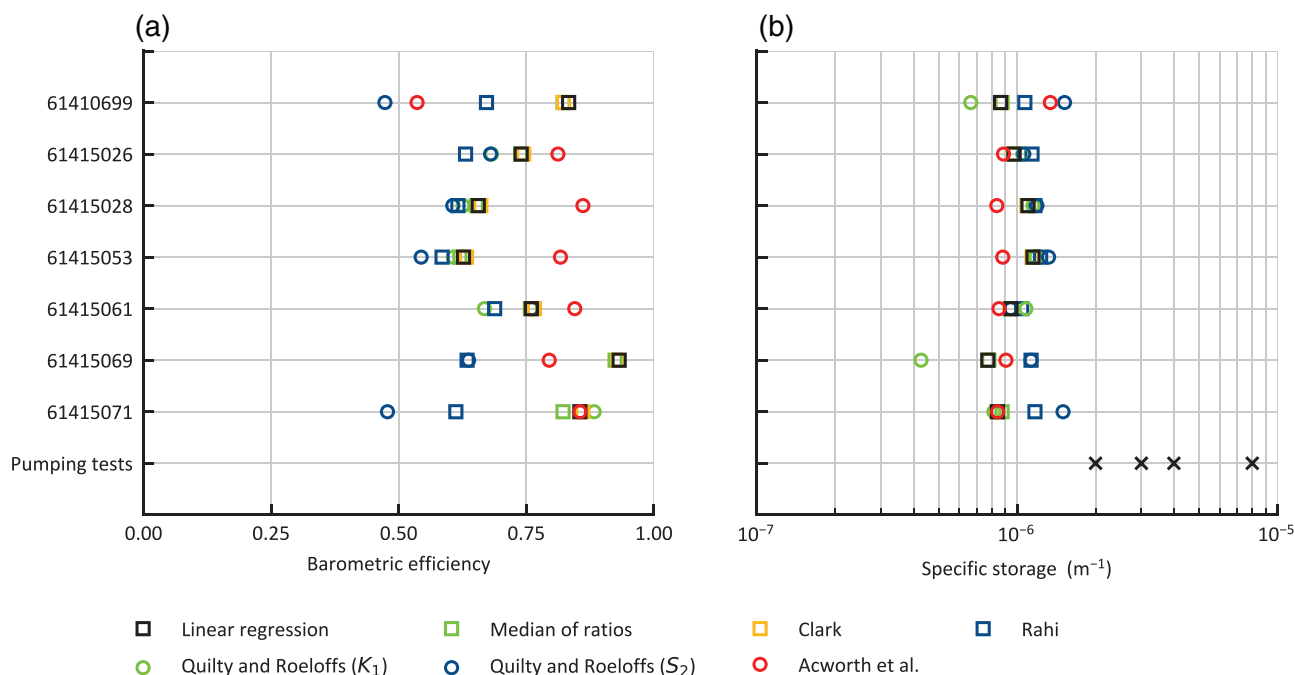 (a)
(b)
61410699
61415026
61415028
61415053
61415061
61415069
61415071
Pumping tests
0.00 0.25 0.50 0.75 1.00
Barometric efficiency
10⁻⁷ 10⁻⁶ 10⁻⁵
Specific storage (m⁻¹)
Linear regression Median of ratios Clark Rahi
Quilty and Roeloffs (K₁) Quilty and Roeloffs (S₂) Acworth et al.